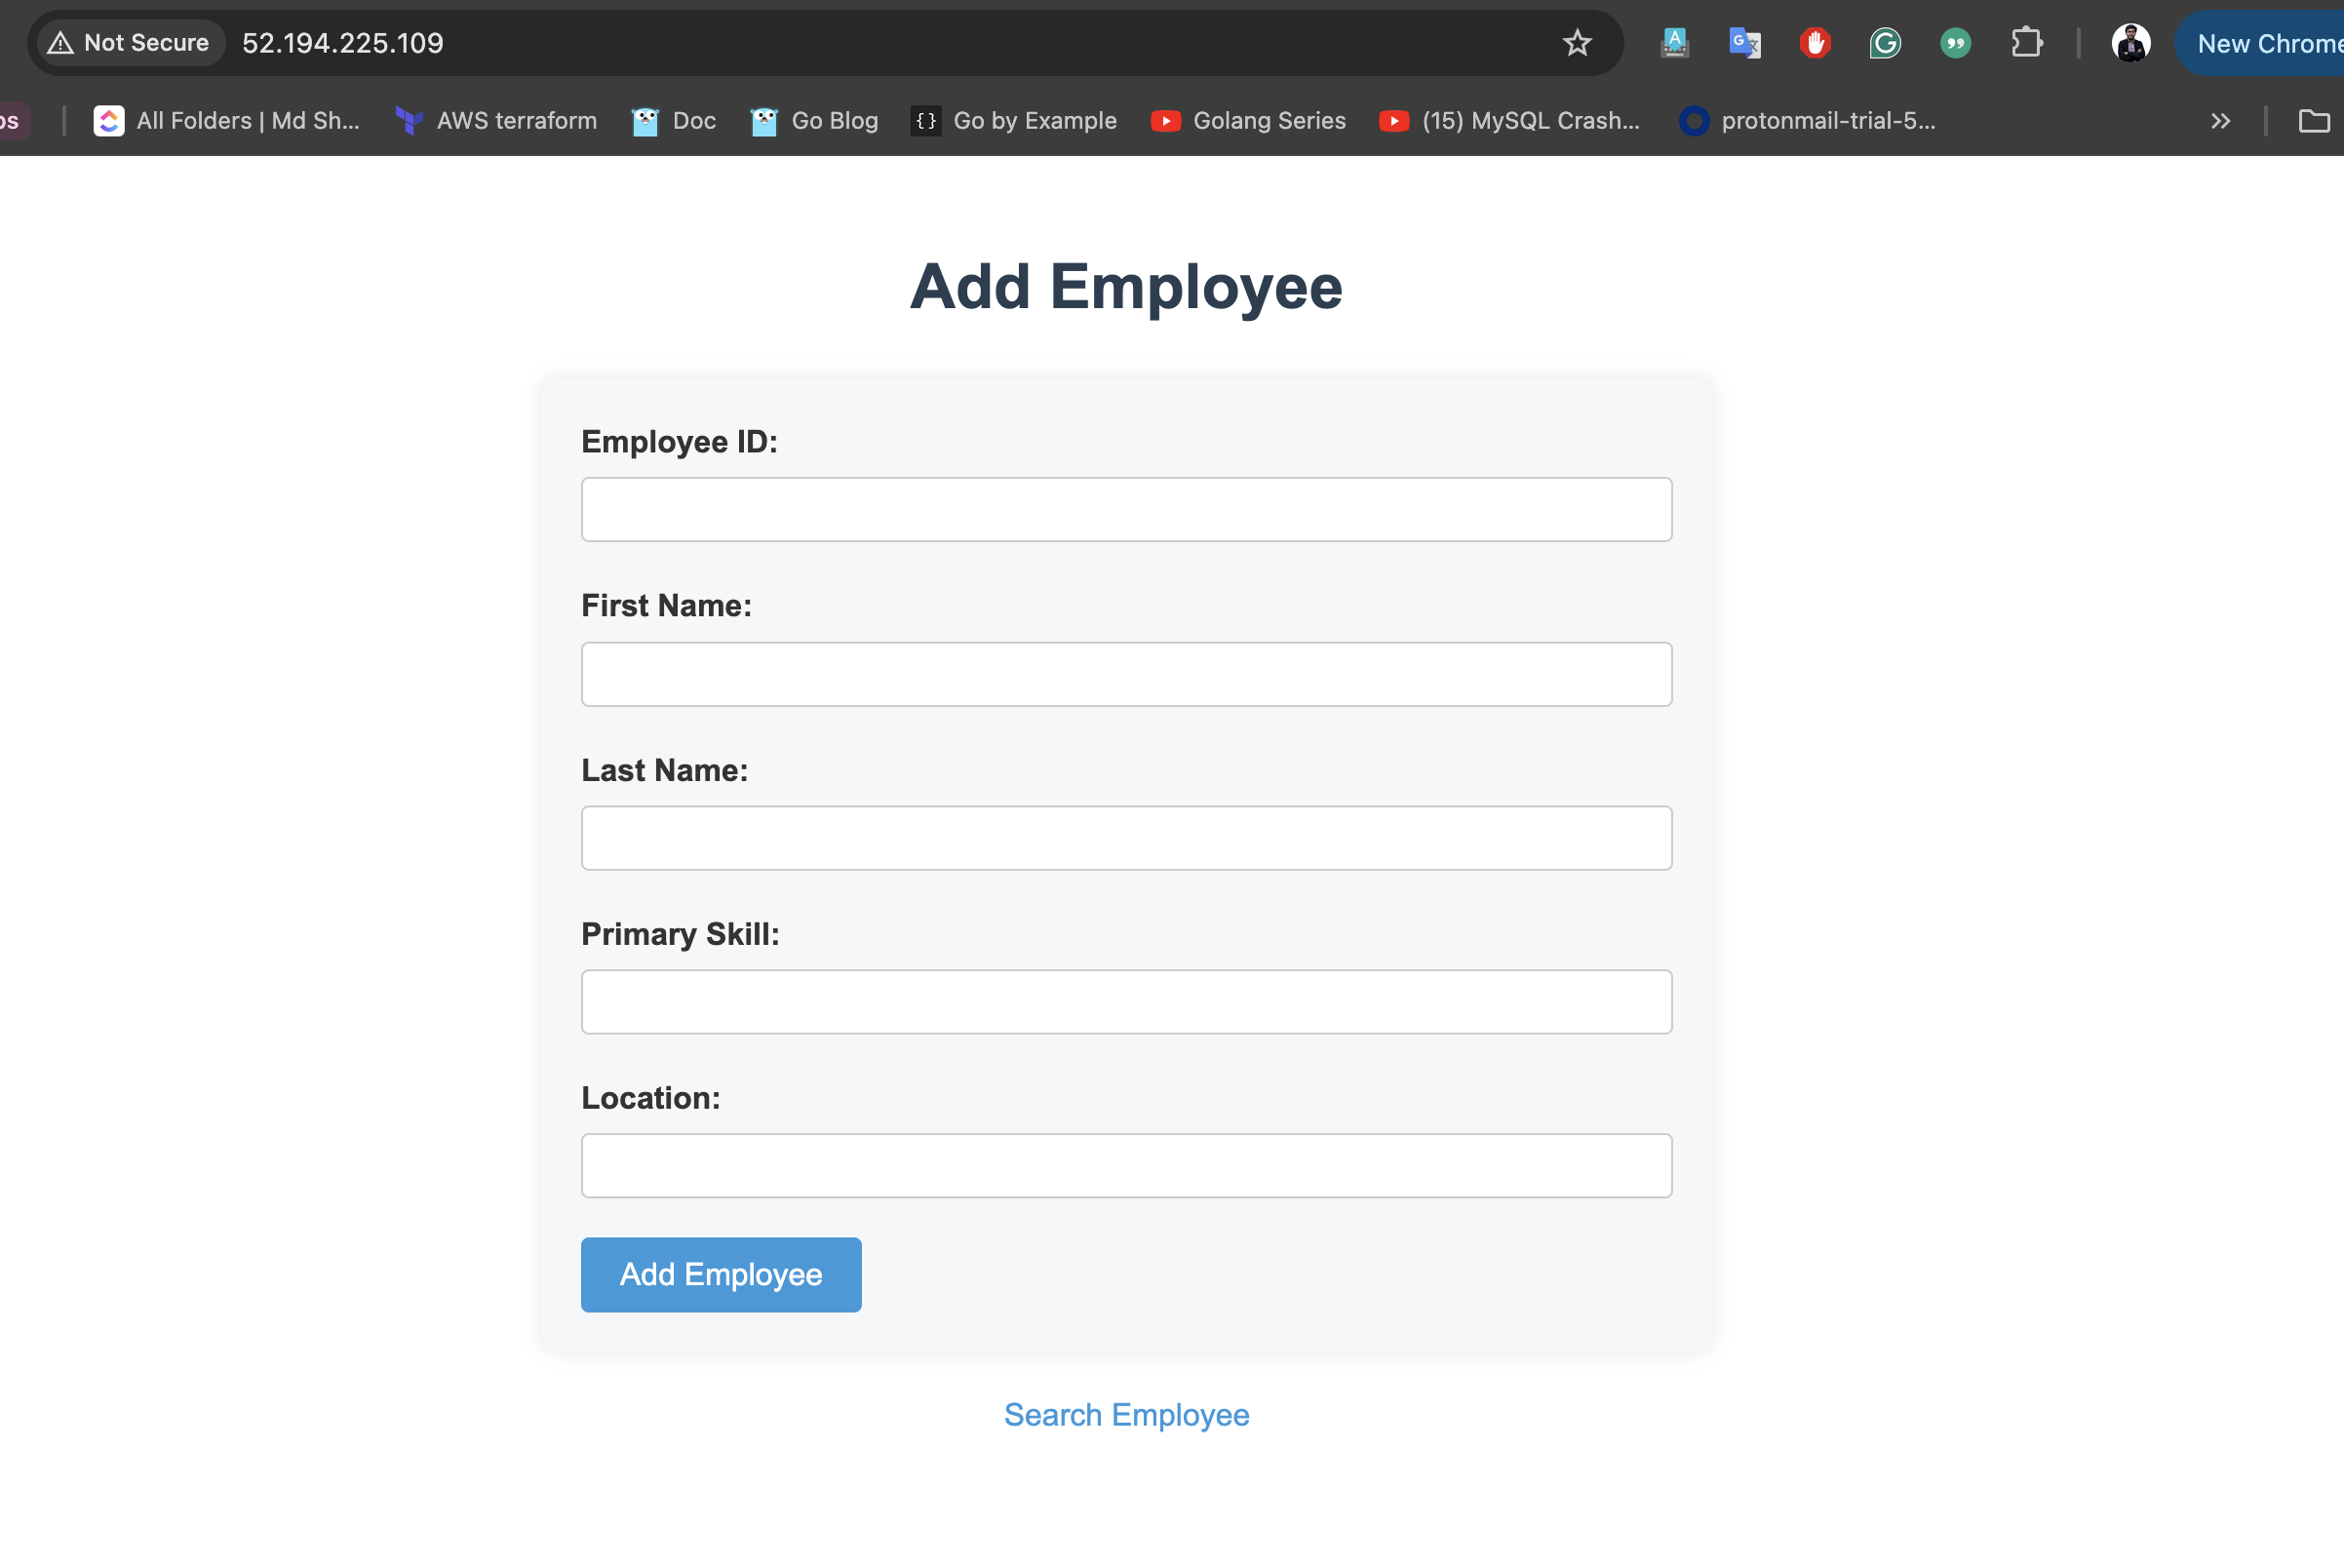 Not Secure 52.194.225.109 New Chrome
ps All Folders | Md Sh... AWS terraform Doc Go Blog {} Go by Example Golang Series (15) MySQL Crash... protonmail-trial-5...
Add Employee
Employee ID:
First Name:
Last Name:
Primary Skill:
Location:
Add Employee
Search Employee